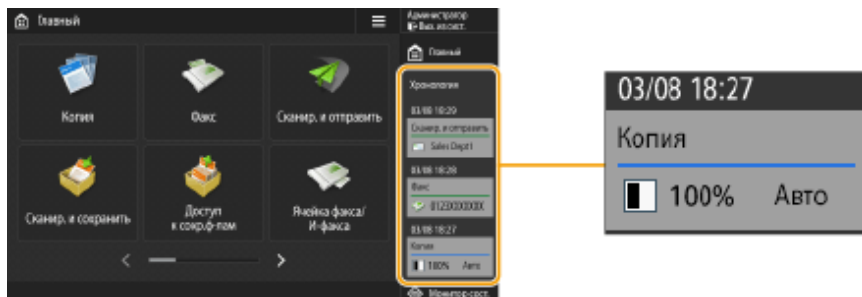 Главный
Администратор
Вых. из сист.
Главный
Копия
Факс
Сканир. и отправить
Сканир. и сохранить
Доступ
к сохр.ф-лам
Ячейка факса/
И-факса
Хронология
03/08 18:29
Сканир. и отправить
Sales Dept1
03/08 18:28
Факс
012XXXXXXX
03/08 18:27
Копия
100% Авто
Монитор сост.
03/08 18:27
Копия
100% Авто